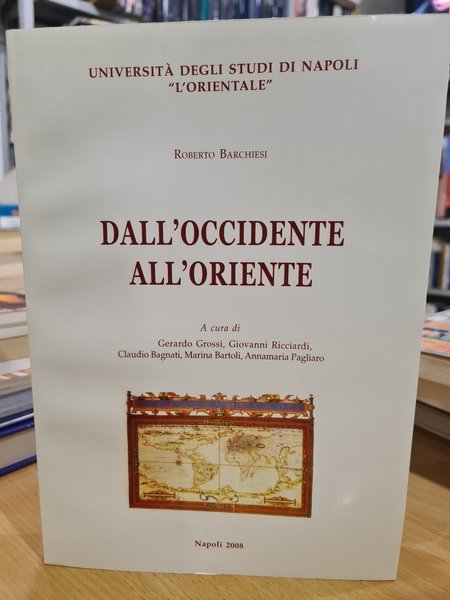 UNIVERSITÀ DEGLI STUDI DI NAPOLI
"L'ORIENTALE"
ROBERTO BARCHIESI
DALL'OCCIDENTE
ALL'ORIENTE
A cura di
Gerardo Grossi, Giovanni Ricciardi,
Claudio Bagnati, Marina Bartoli, Annamaria Pagliaro
Napoli 2008